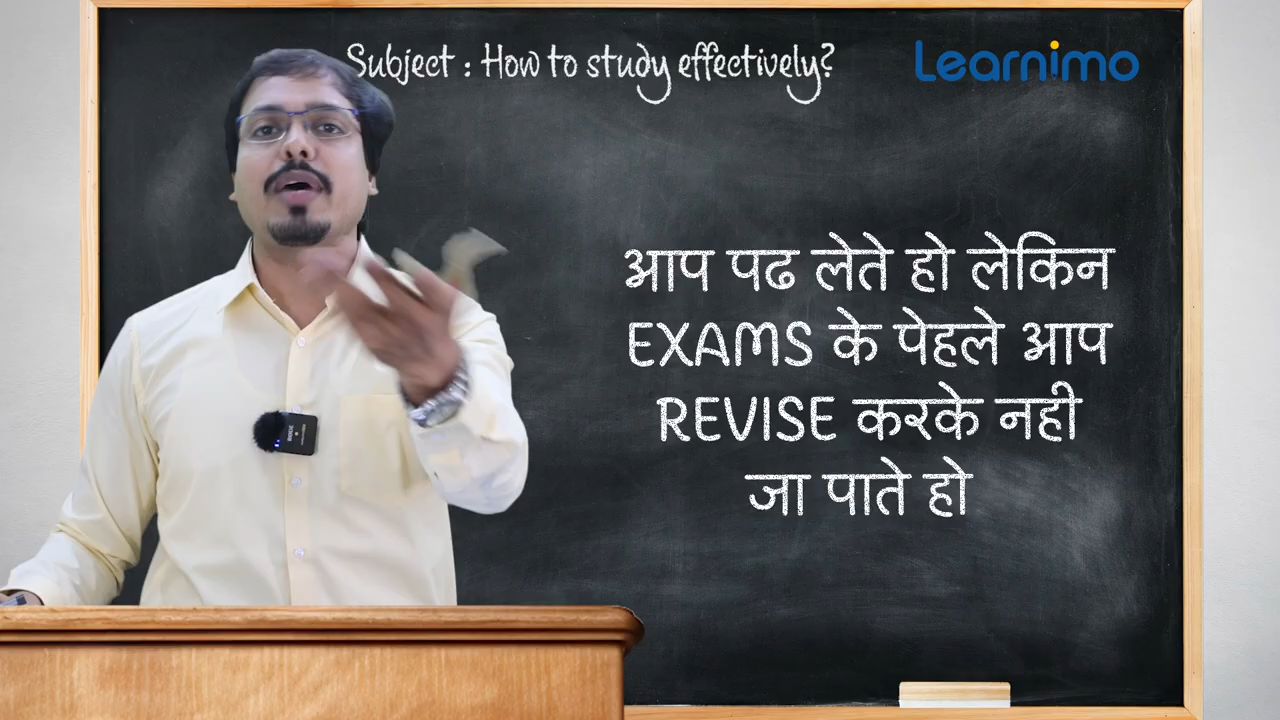 Subject : How to study effectively?
Learnimo
आप पढ लेते हो लेकिन
EXAMS के पेहले आप
REVISE करके नही
जा पाते हो